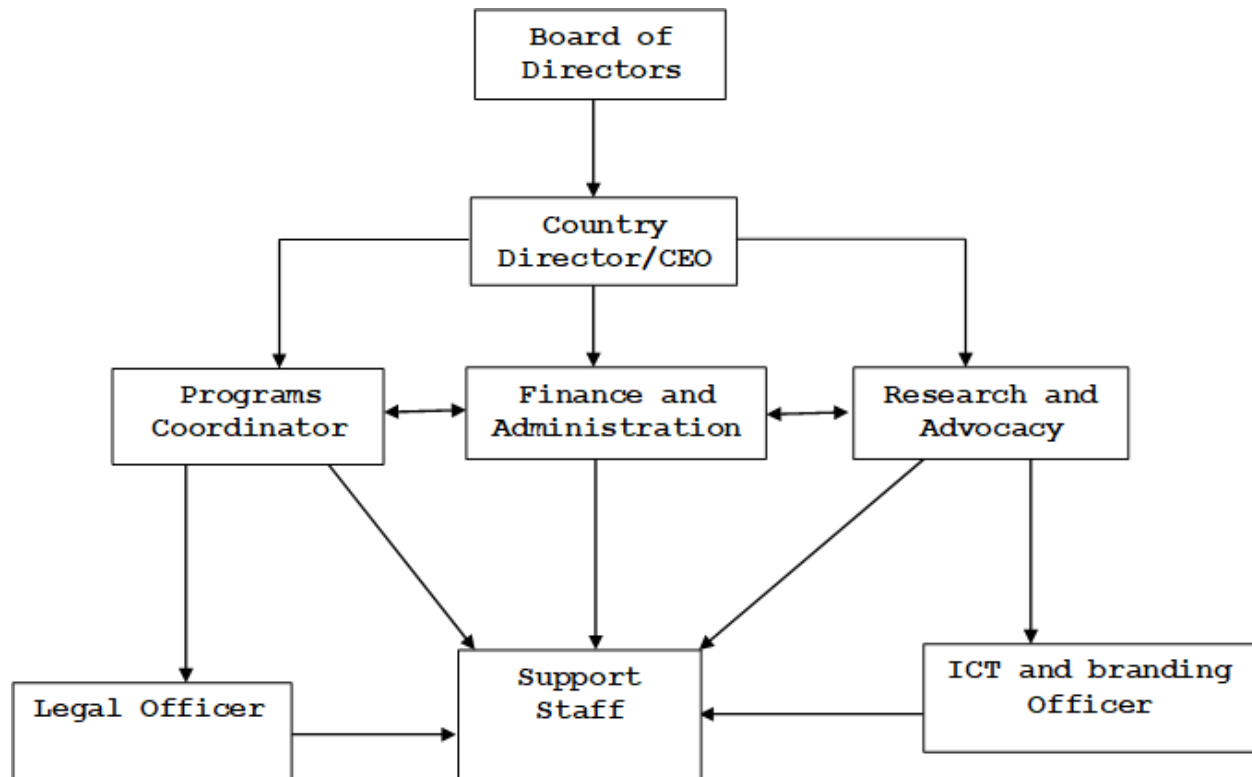 Board of
Directors
Country
Director/CEO
Programs
Coordinator
Finance and
Administration
Research and
Advocacy
Legal Officer
Support
Staff
ICT and branding
Officer